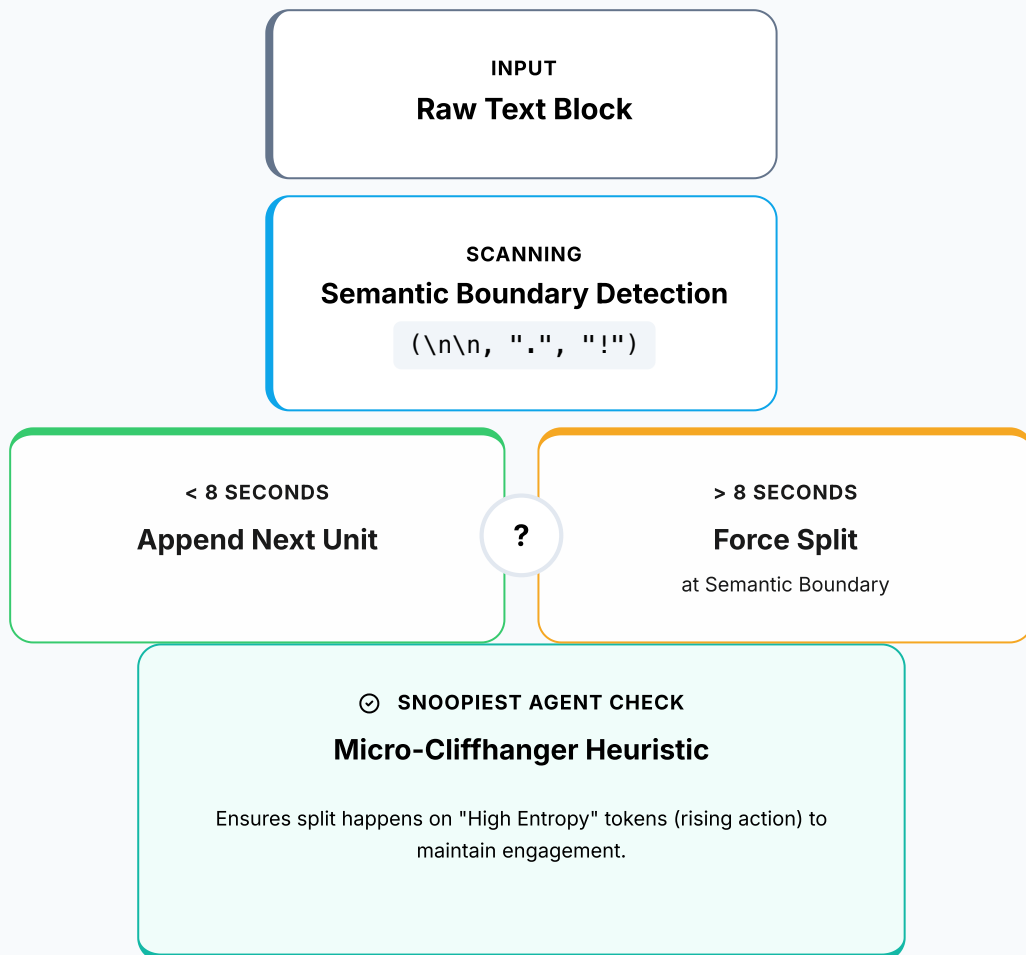 INPUT
Raw Text Block
SCANNING
Semantic Boundary Detection
(\n\n, ".", "!")
< 8 SECONDS
Append Next Unit
?
> 8 SECONDS
Force Split
at Semantic Boundary
SNOOPIEST AGENT CHECK
Micro-Cliffhanger Heuristic
Ensures split happens on "High Entropy" tokens (rising action) to
maintain engagement.